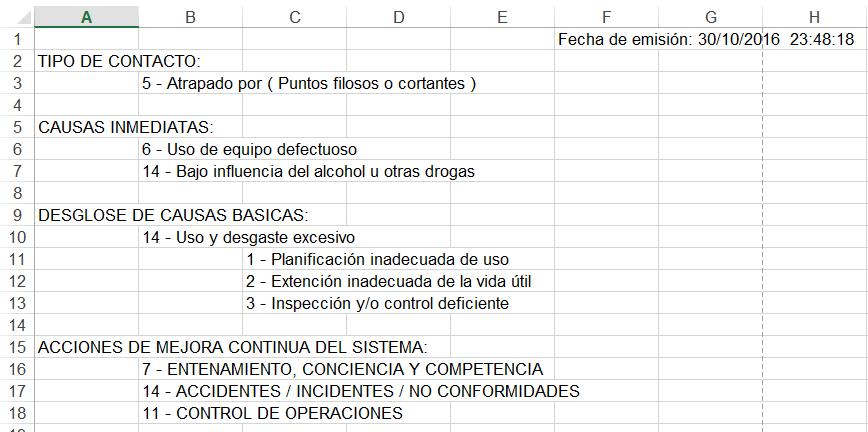 A B C D E F G H
1 Fecha de emisión: 30/10/2016 23:48:18
2 TIPO DE CONTACTO:
3 5 - Atrapado por ( Puntos filosos o cortantes )
4
5 CAUSAS INMEDIATAS:
6 6 - Uso de equipo defectuoso
7 14 - Bajo influencia del alcohol u otras drogas
8
9 DESGLOSE DE CAUSAS BASICAS:
10 14 - Uso y desgaste excesivo
11 1 - Planificación inadecuada de uso
12 2 - Extención inadecuada de la vida útil
13 3 - Inspección y/o control deficiente
14
15 ACCIONES DE MEJORA CONTINUA DEL SISTEMA:
16 7 - ENTENAMIENTO, CONCIENCIA Y COMPETENCIA
17 14 - ACCIDENTES / INCIDENTES / NO CONFORMIDADES
18 11 - CONTROL DE OPERACIONES